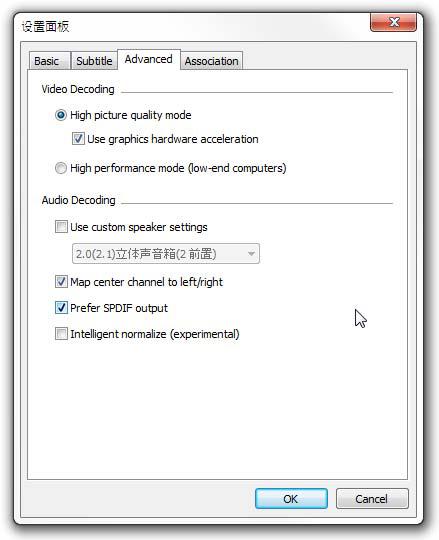 设置面板
Basic Subtitle Advanced Association
Video Decoding
High picture quality mode
Use graphics hardware acceleration
High performance mode (low-end computers)
Audio Decoding
Use custom speaker settings
2.0(2.1)立体声音箱(2 前置)
Map center channel to left/right
Prefer SPDIF output
Intelligent normalize (experimental)
OK Cancel